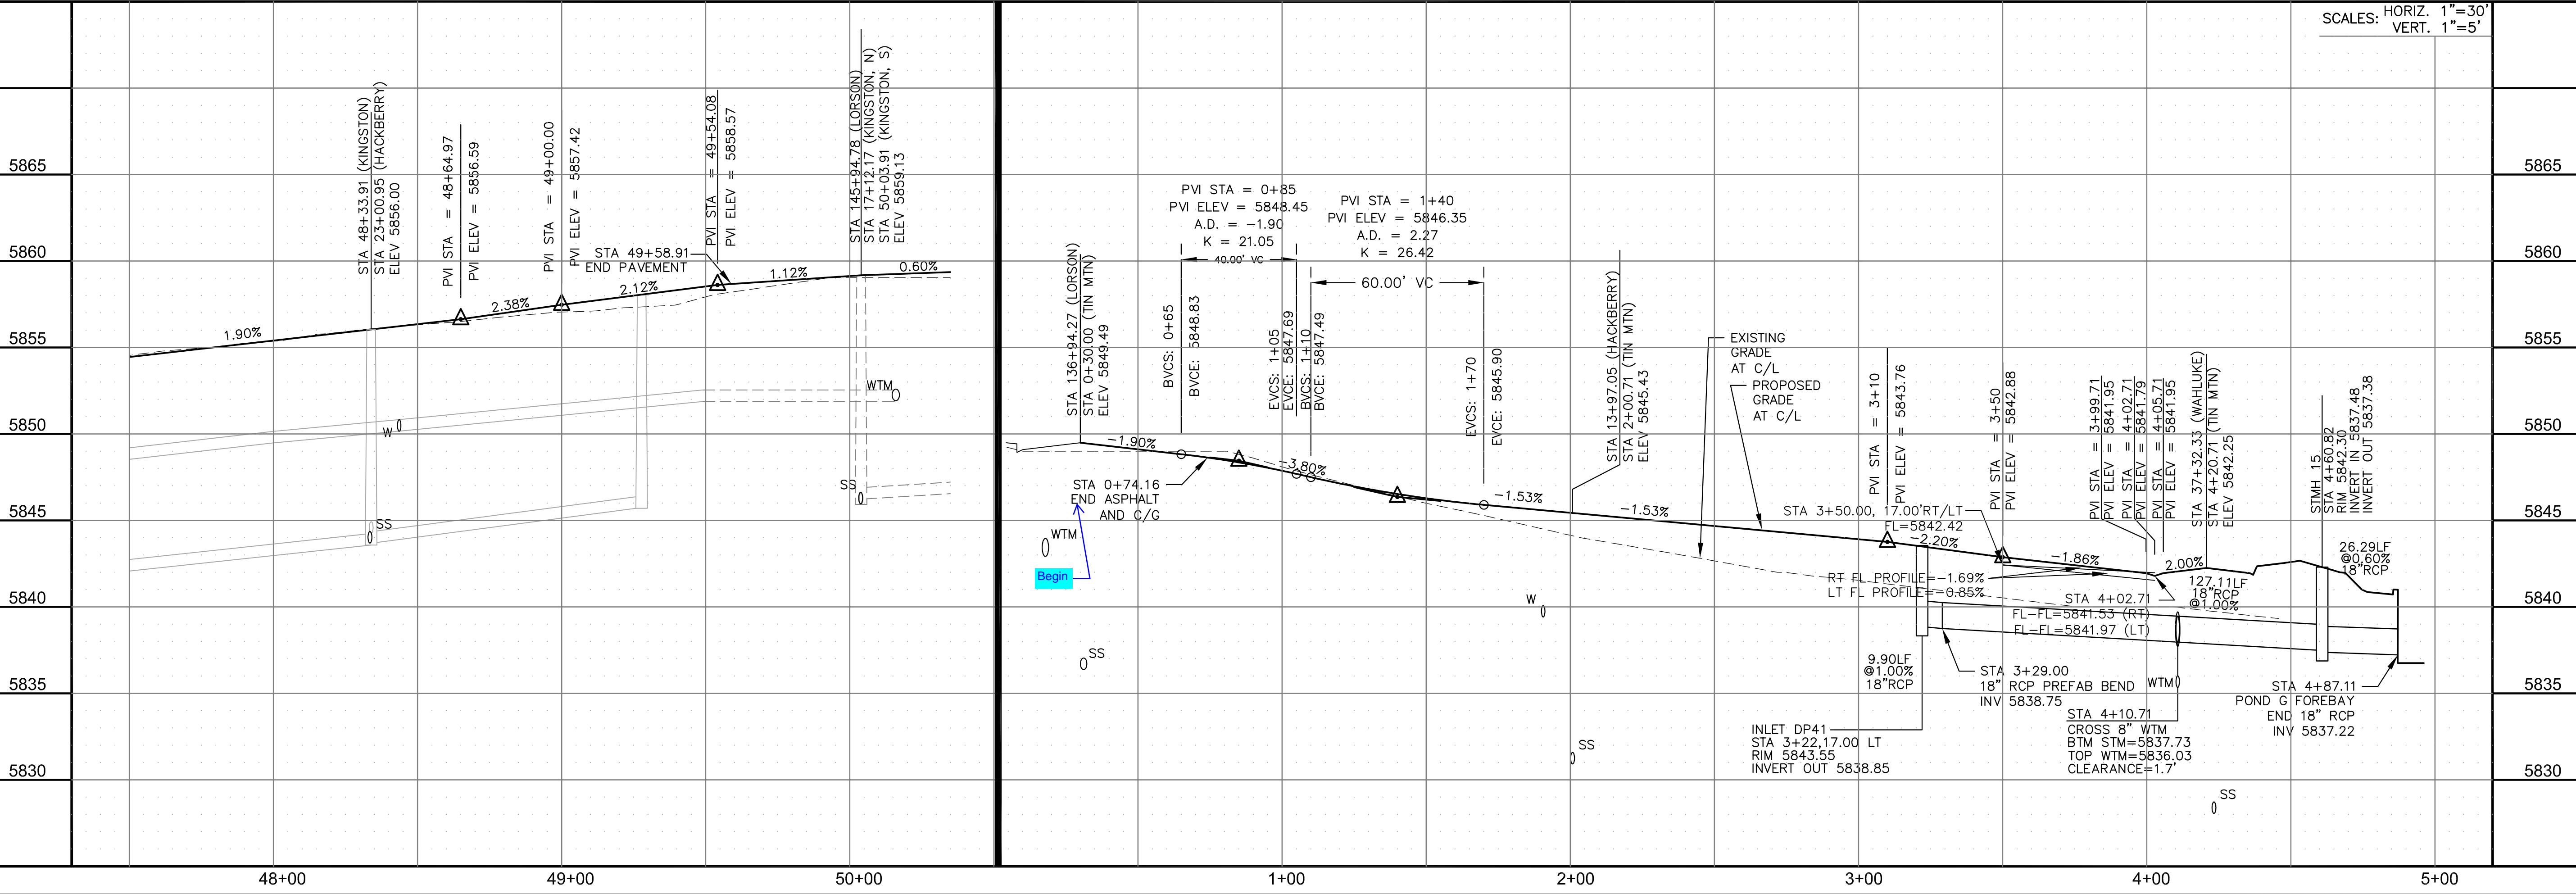 SCALES: HORIZ. 1"=30'
VERT. 1"=5'
5865
5860
5855
5850
5845
5840
5835
5830
STA 48+33.91 (KINGSTON)
STA 23+00.95 (HACKBERRY)
ELEV 5856.00
PVI STA = 48+64.97
PVI ELEV = 5856.59
PVI STA = 49+00.00
PVI ELEV = 5857.42
PVI STA = 49+54.08
PVI ELEV = 5858.57
STA 49+58.91
END PAVEMENT
STA 145+94.78 (LORSON)
STA 17+12.17 (KINGSTON, N)
STA 50+03.91 (KINGSTON, S)
ELEV 5859.13
1.90%
2.38%
2.12%
1.12%
0.60%
W
SS
WTM
SS
STA 136+94.27 (LORSON)
STA 0+30.00 (TIN MTN)
ELEV 5849.49
PVI STA = 0+85
PVI ELEV = 5848.45
A.D. = -1.90
K = 21.05
40.00' VC
BVCS: 0+65
BVCE: 5848.83
EVCS: 1+05
EVCE: 5847.69
PVI STA = 1+40
PVI ELEV = 5846.35
A.D. = 2.27
K = 26.42
60.00' VC
BVCS: 1+10
BVCE: 5847.49
EVCS: 1+70
EVCE: 5845.90
-1.90%
-3.80%
-1.53%
-1.53%
STA 0+74.16
END ASPHALT
AND C/G
WTM
Begin
SS
W
SS
STA 13+97.05 (HACKBERRY)
STA 2+00.71 (TIN MTN)
ELEV 5845.43
EXISTING
GRADE
AT C/L
PROPOSED
GRADE
AT C/L
PVI STA = 3+10
PVI ELEV = 5843.76
PVI STA = 3+50
PVI ELEV = 5842.88
STA 3+50.00, 17.00'RT/LT
FL=5842.42
-2.20%
-1.86%
2.00%
RT FL PROFILE=-1.69%
LT FL PROFILE=-0.85%
PVI STA = 3+99.71
PVI ELEV = 5841.95
PVI STA = 4+02.71
PVI ELEV = 5841.79
PVI STA = 4+05.71
PVI ELEV = 5841.95
STA 37+32.33 (WAHLUKE)
STA 4+20.71 (TIN MTN)
ELEV 5842.25
STMH 15
STA 4+60.82
RIM 5842.30
INVERT IN 5837.48
INVERT OUT 5837.38
26.29LF
@0.60%
18"RCP
127.11LF
18"RCP
@1.00%
STA 4+02.71
FL-FL=5841.53 (RT)
FL-FL=5841.97 (LT)
9.90LF
@1.00%
18"RCP
STA 3+29.00
18" RCP PREFAB BEND
INV 5838.75
WTM
INLET DP41
STA 3+22,17.00 LT
RIM 5843.55
INVERT OUT 5838.85
STA 4+10.71
CROSS 8" WTM
BTM STM=5837.73
TOP WTM=5836.03
CLEARANCE=1.7'
STA 4+87.11
POND G FOREBAY
END 18" RCP
INV 5837.22
SS
5865
5860
5855
5850
5845
5840
5835
5830
48+00
49+00
50+00
1+00
2+00
3+00
4+00
5+00